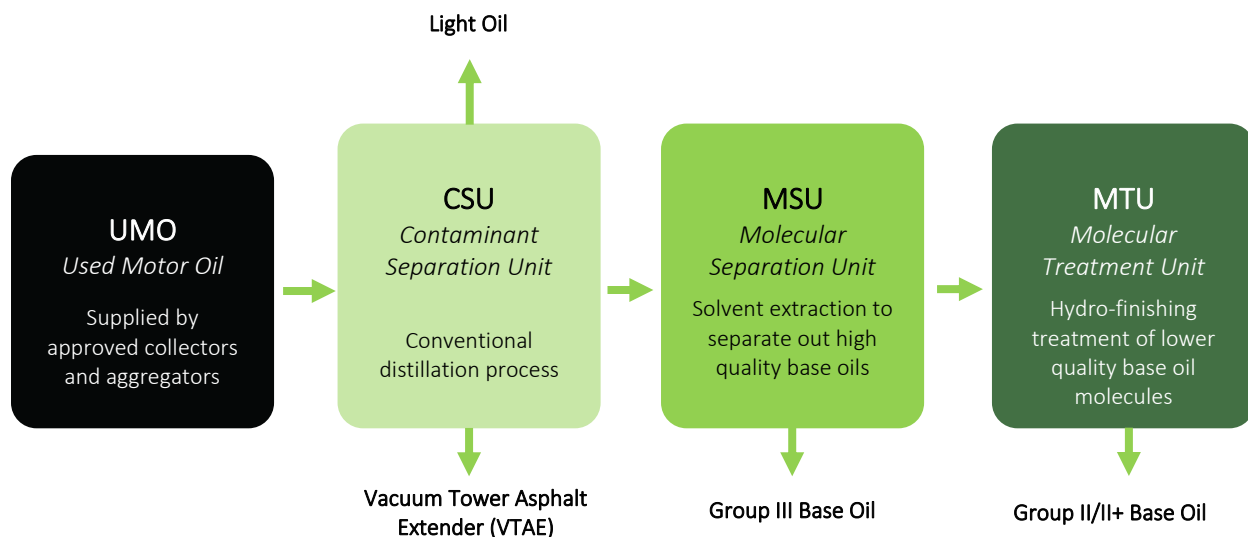 Light Oil
UMO
Used Motor Oil
Supplied by
approved collectors
and aggregators
CSU
Contaminant
Separation Unit
Conventional
distillation process
MSU
Molecular
Separation Unit
Solvent extraction to
separate out high
quality base oils
MTU
Molecular
Treatment Unit
Hydro-finishing
treatment of lower
quality base oil
molecules
Vacuum Tower Asphalt
Extender (VTAE)
Group III Base Oil
Group II/II+ Base Oil